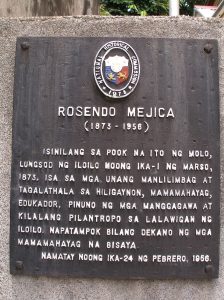 NATIONAL HISTORICAL COMMISSION
ROSENDO MEJICA
(1873 - 1956)
ISINILANG SA POOK NA ITO NG MOLO,
LUNGSOD NG ILOILO NOONG IKA-1 NG MARSO,
1873. ISA SA MGA UNANG MANLILIMBAG AT
TAGALATHALA SA HILIGAYNON, MAMAMAHAYAG,
EDUKADOR, PINUNO NG MGA MANGGAGAWA AT
KILALANG PILANTROPO SA LALAWIGAN NG
ILOILO. NAPATAMPOK BILANG DEKANO NG MGA
MAMAMAHAYAG NA BISAYA.
NAMATAY NOONG IKA-24 NG PEBRERO, 1956.